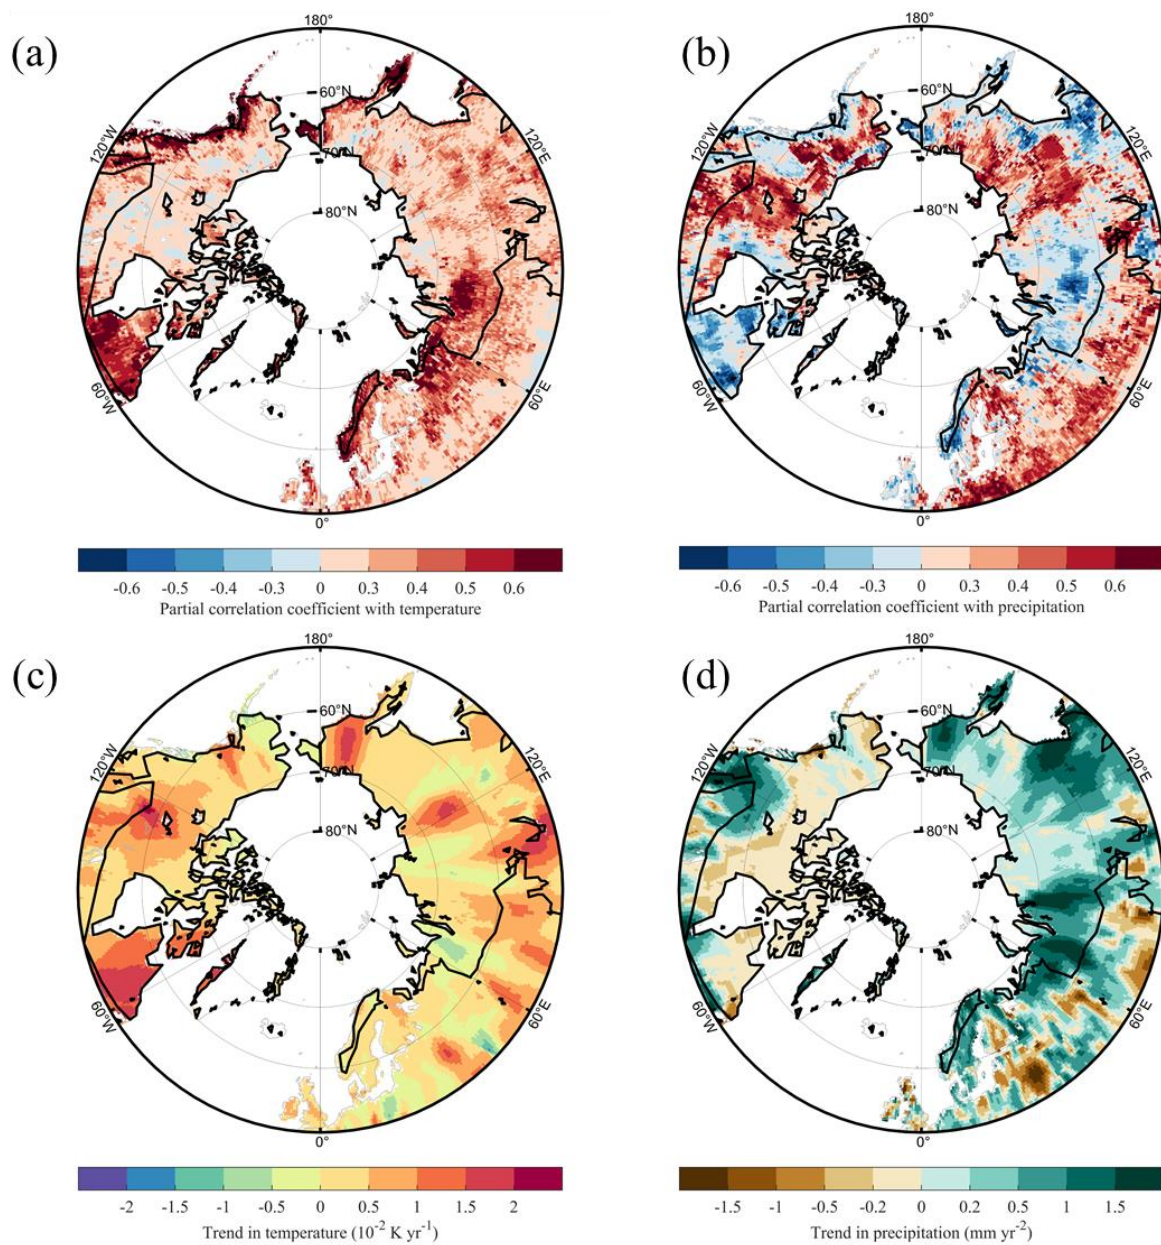 (a)
180°
60°N
70°N
80°N
120°W
120°E
60°W
60°E
0°
-0.6 -0.5 -0.4 -0.3 0 0.3 0.4 0.5 0.6
Partial correlation coefficient with temperature
(b)
180°
60°N
70°N
80°N
120°W
120°E
60°W
60°E
0°
-0.6 -0.5 -0.4 -0.3 0 0.3 0.4 0.5 0.6
Partial correlation coefficient with precipitation
(c)
180°
60°N
70°N
80°N
120°W
120°E
60°W
60°E
0°
-2 -1.5 -1 -0.5 0 0.5 1 1.5 2
Trend in temperature (10⁻² K yr⁻¹)
(d)
180°
60°N
70°N
80°N
120°W
120°E
60°W
60°E
0°
-1.5 -1 -0.5 -0.2 0 0.2 0.5 1 1.5
Trend in precipitation (mm yr⁻²)